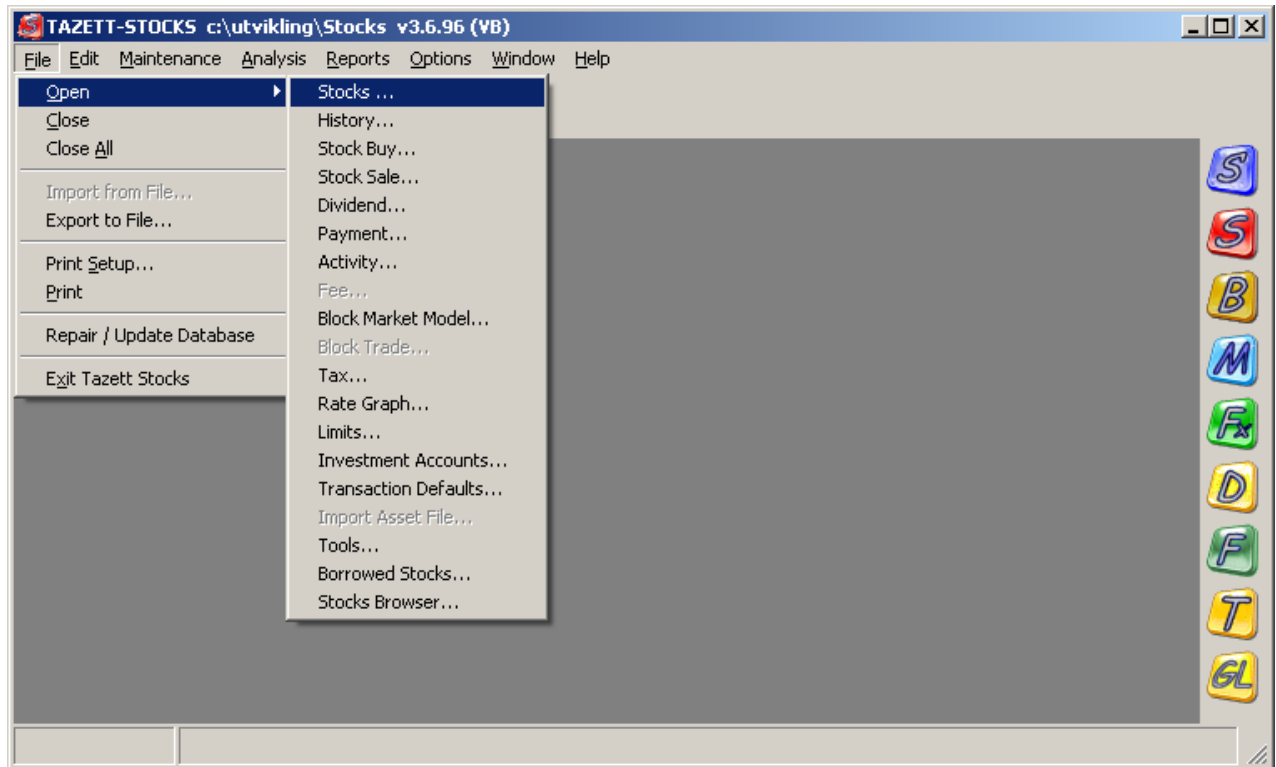 TAZETT-STOCKS c:\utvikling\Stocks v3.6.96 (VB)
File Edit Maintenance Analysis Reports Options Window Help
Open
Close
Close All
Import from File...
Export to File...
Print Setup...
Print
Repair / Update Database
Exit Tazett Stocks
Stocks ...
History...
Stock Buy...
Stock Sale...
Dividend...
Payment...
Activity...
Fee...
Block Market Model...
Block Trade...
Tax...
Rate Graph...
Limits...
Investment Accounts...
Transaction Defaults...
Import Asset File...
Tools...
Borrowed Stocks...
Stocks Browser...
S
S
B
M
Fx
D
F
T
GL